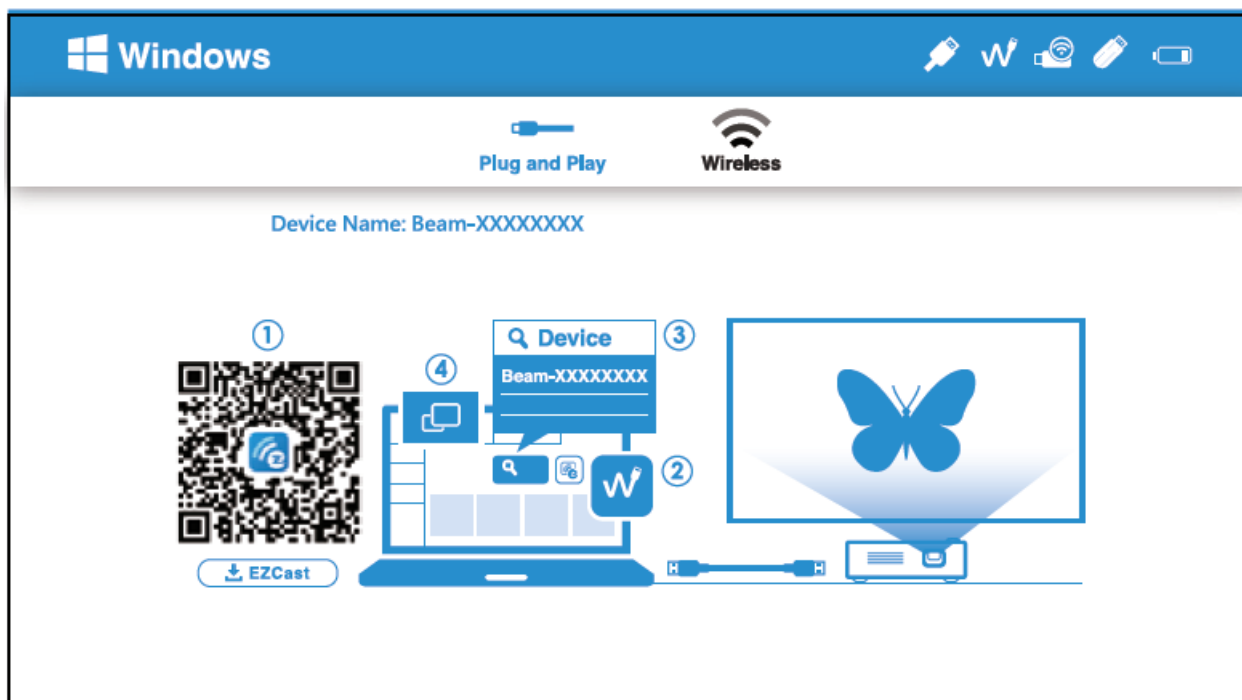 Windows
Plug and Play
Wireless
Device Name: Beam-XXXXXXXX
①
④
Device
③
Beam-XXXXXXXX
②
EZCast